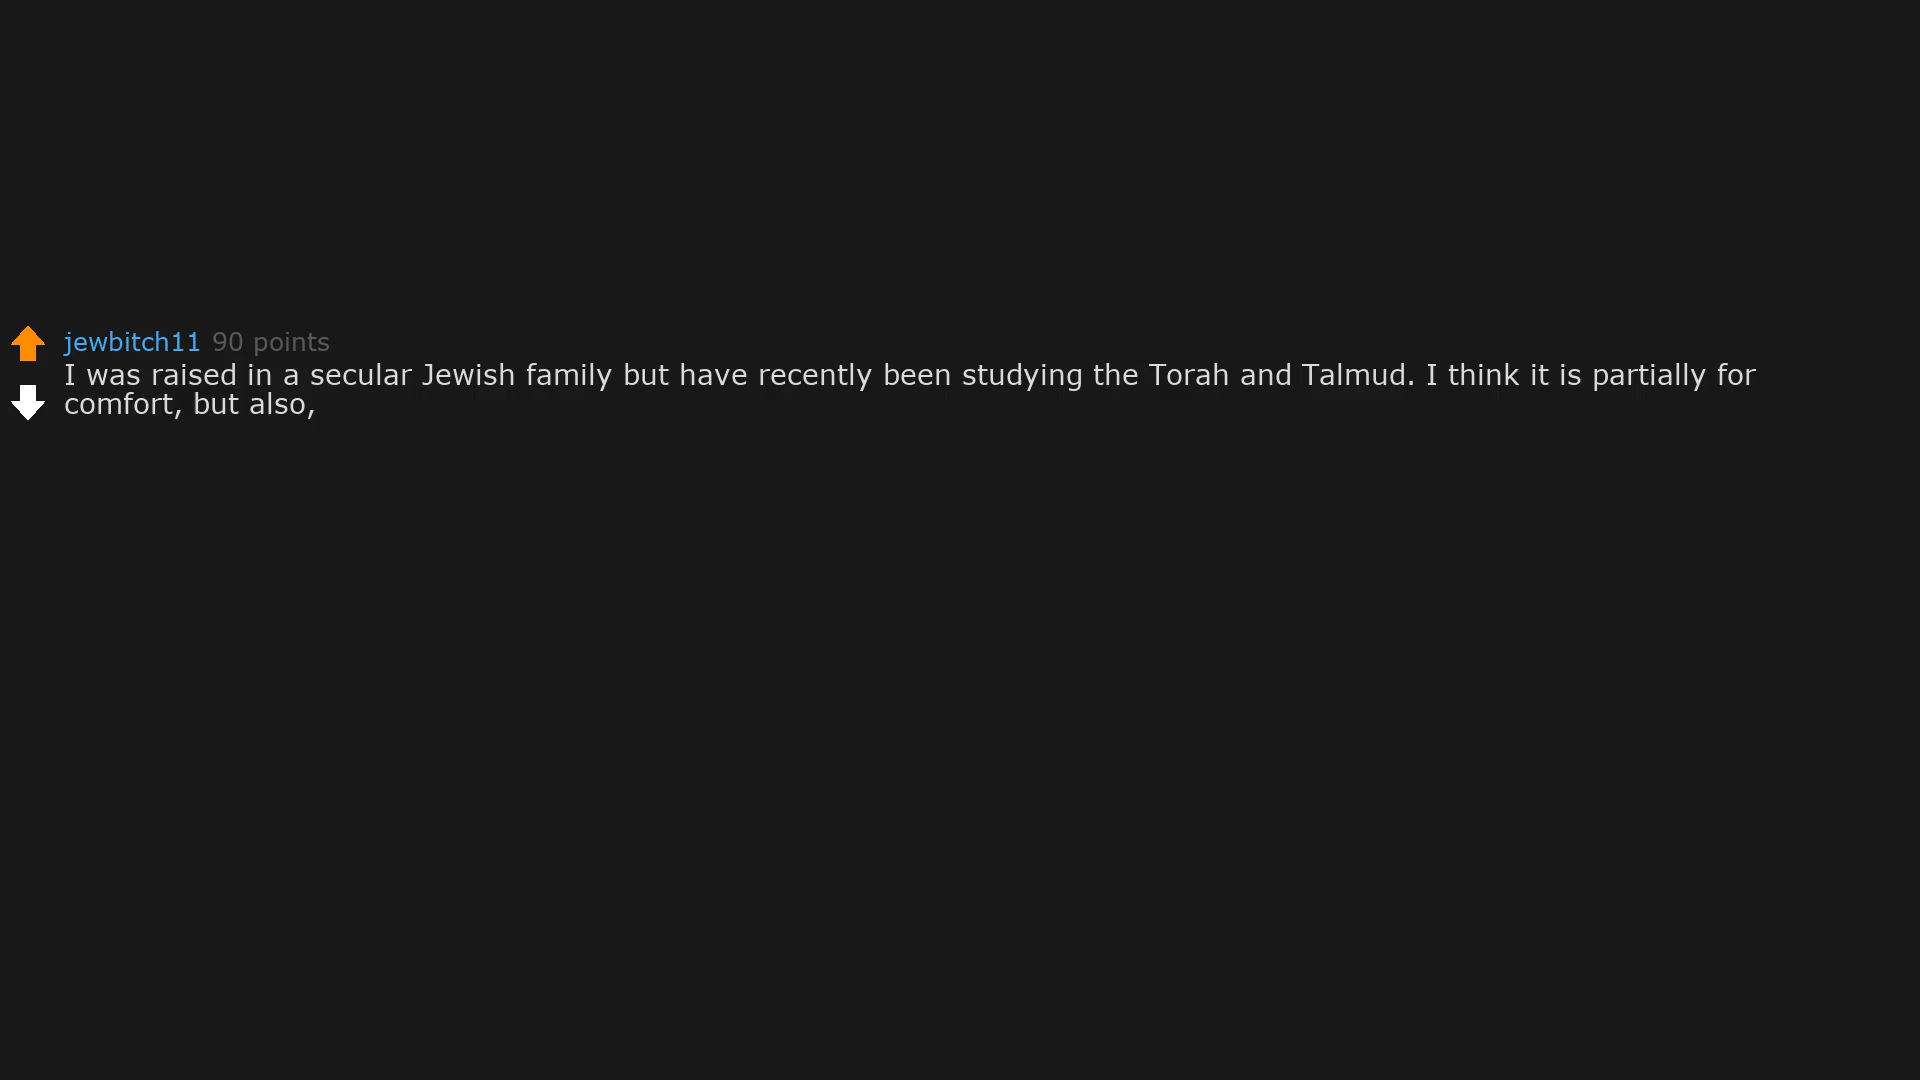 jewbitch11 90 points
I was raised in a secular Jewish family but have recently been studying the Torah and Talmud. I think it is partially for
comfort, but also,